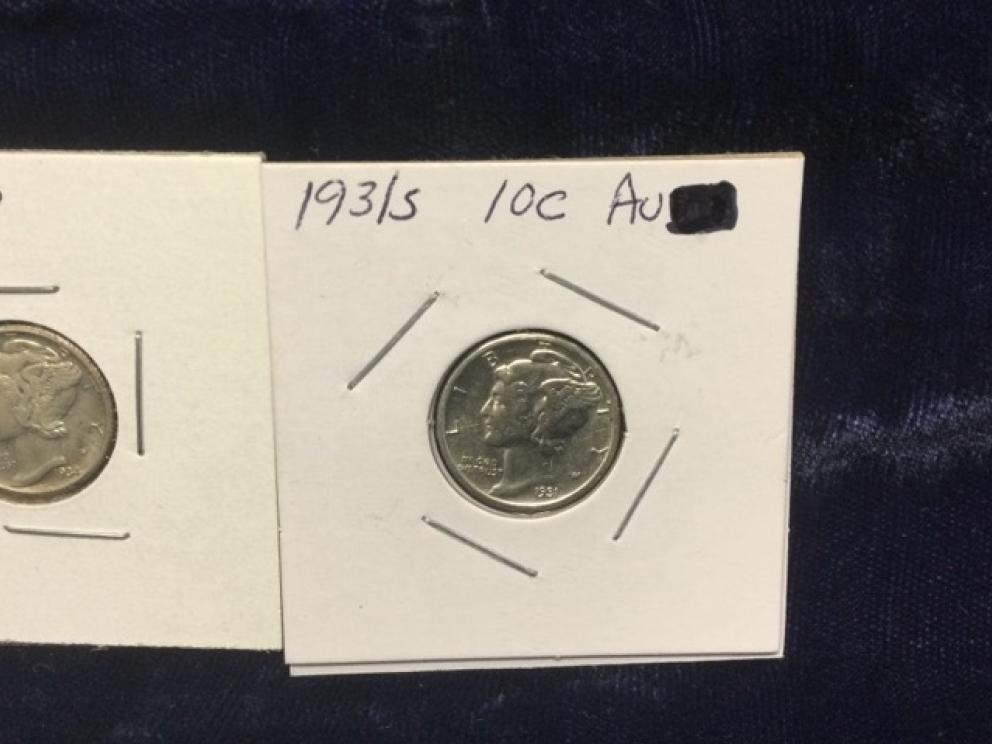 1931s 10c Au
LIBERTY
IN GOD
WE TRUST
1931